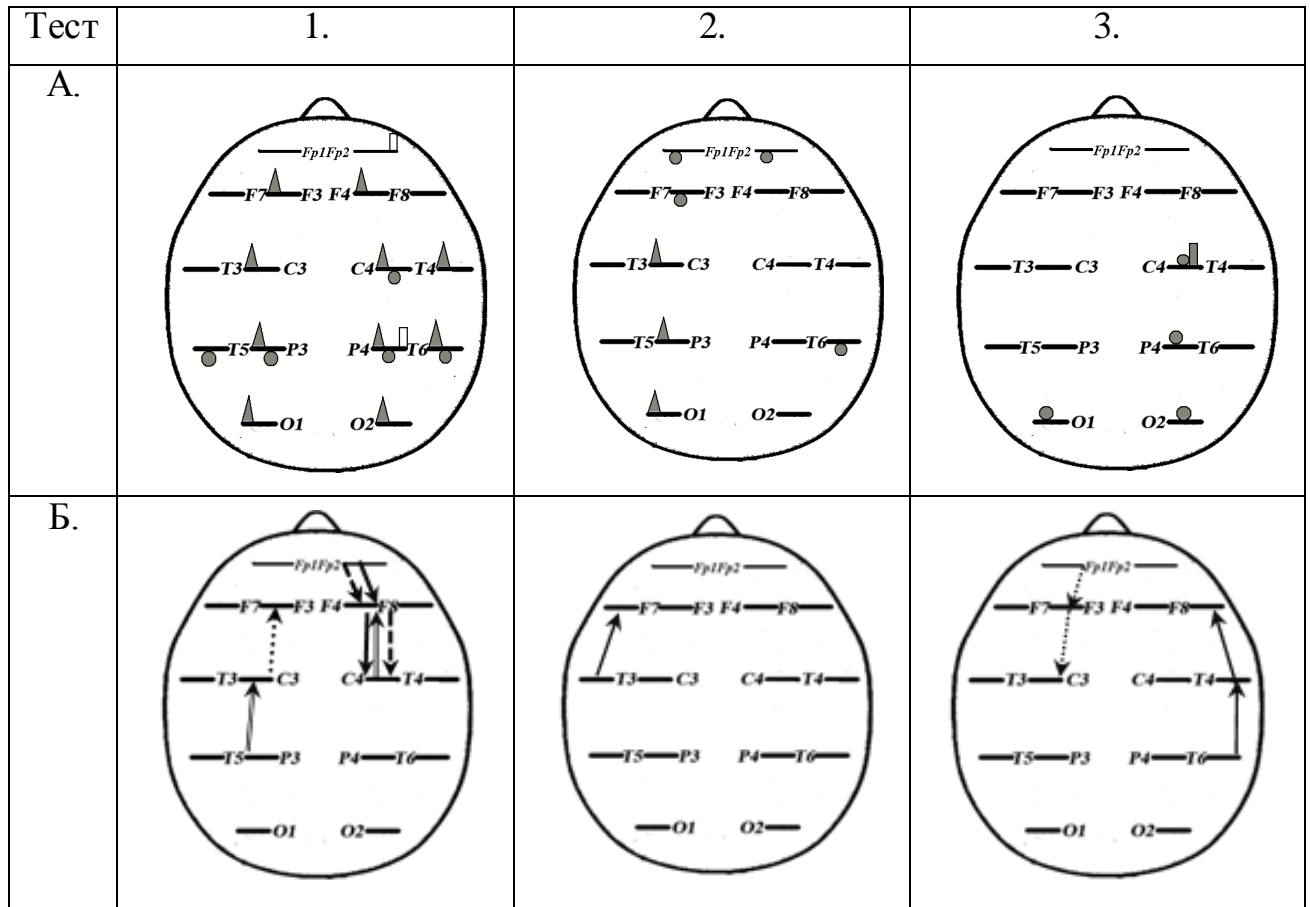 Тест 1. 2. 3.
А.
Fp1Fp2 Fp1Fp2 Fp1Fp2
F7 F3 F4 F8 F7 F3 F4 F8 F7 F3 F4 F8
T3 C3 C4 T4 T3 C3 C4 T4 T3 C3 C4 T4
T5 P3 P4 T6 T5 P3 P4 T6 T5 P3 P4 T6
O1 O2 O1 O2 O1 O2
Б.
Fp1Fp2 Fp1Fp2 Fp1Fp2
F7 F3 F4 F8 F7 F3 F4 F8 F7 F3 F4 F8
T3 C3 C4 T4 T3 C3 C4 T4 T3 C3 C4 T4
T5 P3 P4 T6 T5 P3 P4 T6 T5 P3 P4 T6
O1 O2 O1 O2 O1 O2